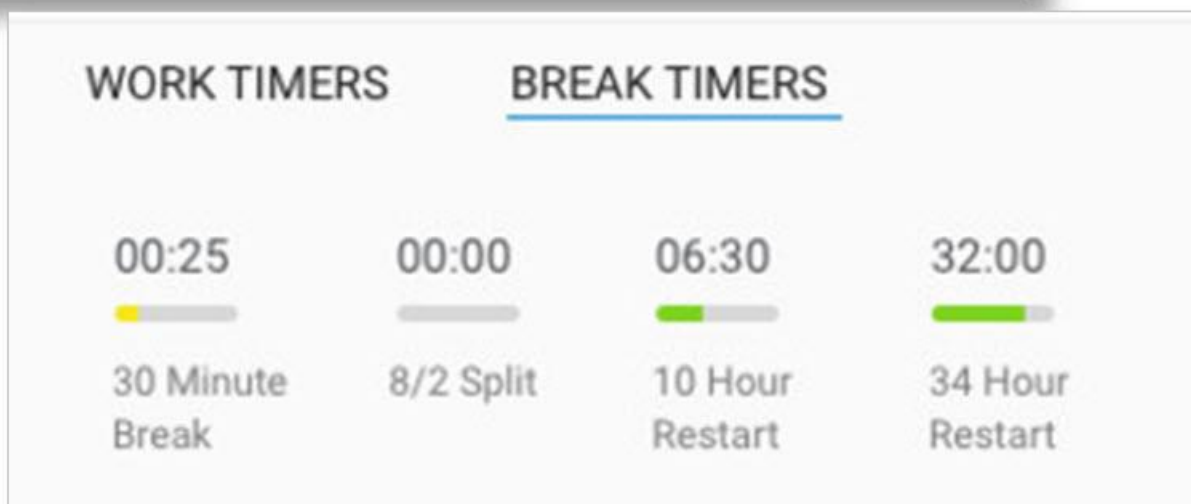 WORK TIMERS BREAK TIMERS
00:25 00:00 06:30 32:00
30 Minute 8/2 Split 10 Hour 34 Hour
Break Restart Restart